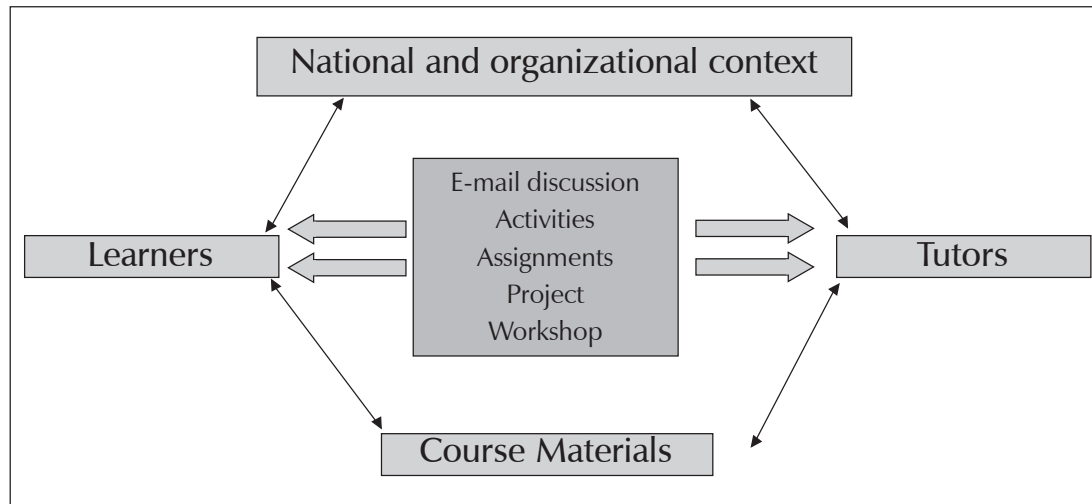 National and organizational context
E-mail discussion
Activities
Learners
Assignments
Tutors
Project
Workshop
Course Materials